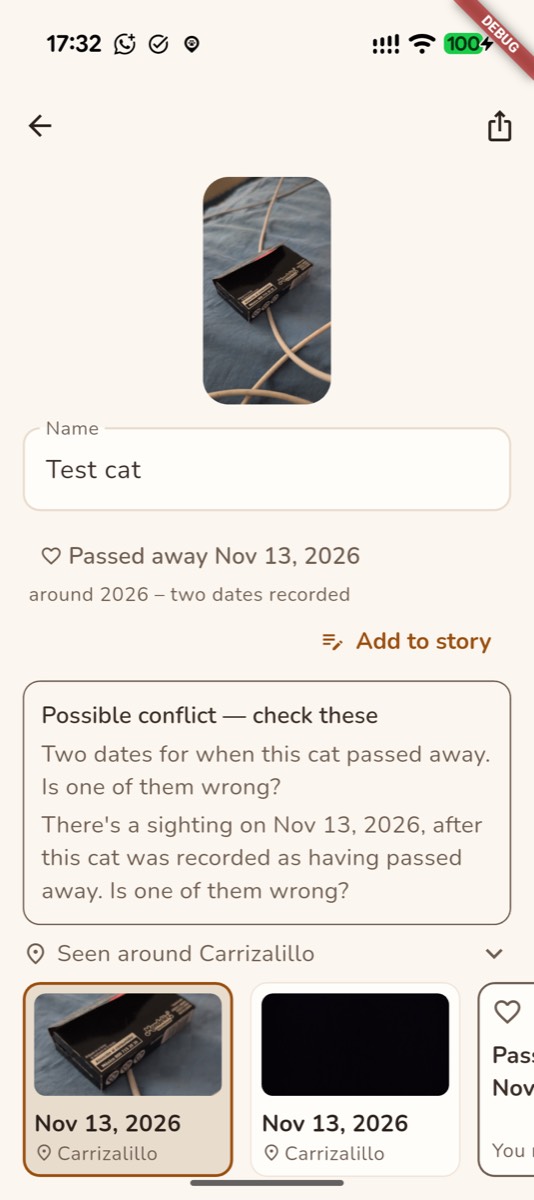 17:32
100
DEBUG
Name
Test cat
Passed away Nov 13, 2026
around 2026 – two dates recorded
Add to story
Possible conflict — check these
Two dates for when this cat passed away.
Is one of them wrong?
There's a sighting on Nov 13, 2026, after
this cat was recorded as having passed
away. Is one of them wrong?
Seen around Carrizalillo
Nov 13, 2026
Carrizalillo
Nov 13, 2026
Carrizalillo
Nov
You